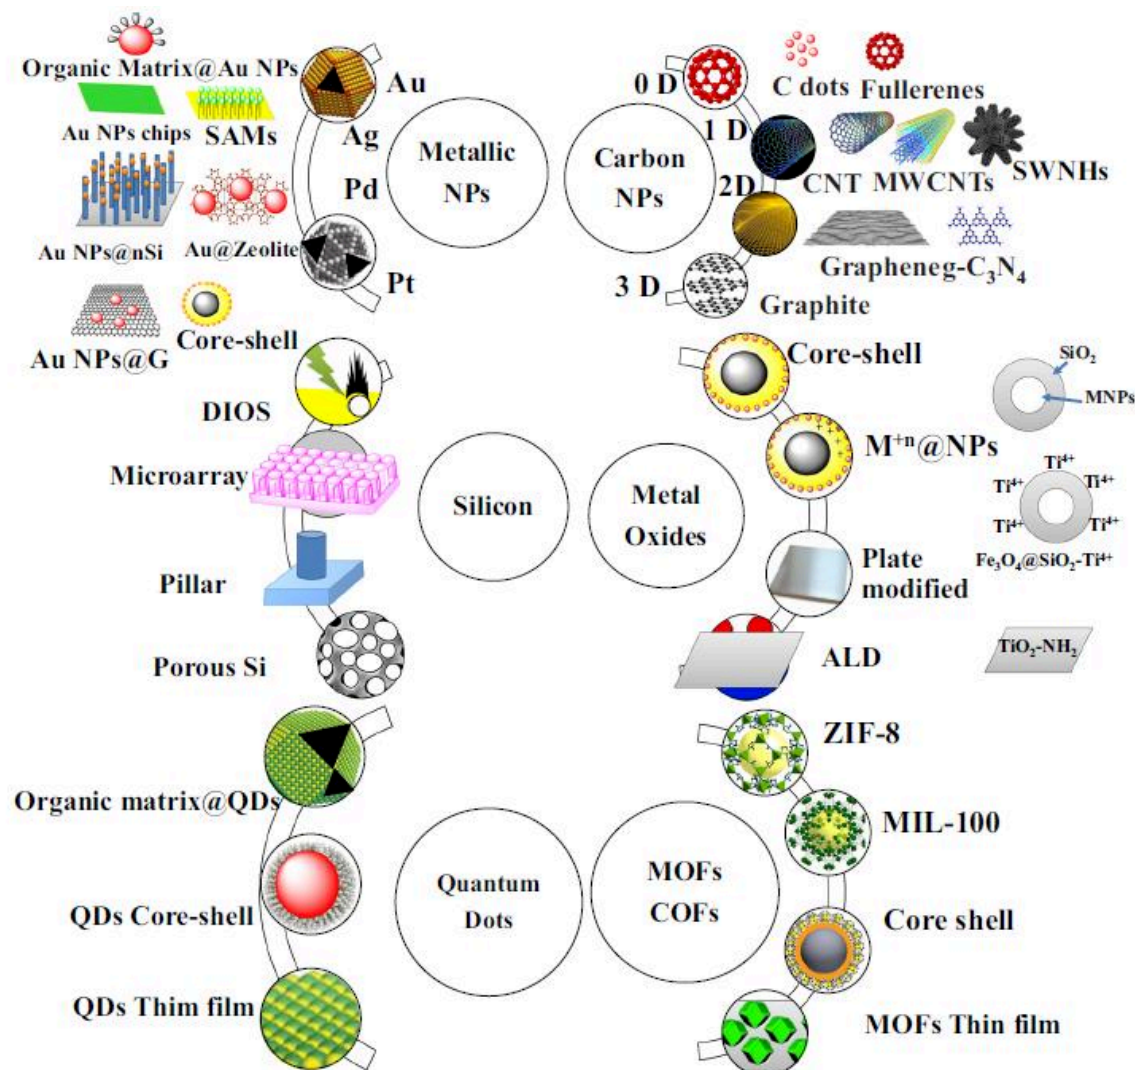 Organic Matrix@Au NPs
Au NPs chips
SAMs
Au NPs@nSi
Au@Zeolite
Au NPs@G
Core-shell
Au
Ag
Pd
Pt
Metallic
NPs
Carbon
NPs
0 D
1 D
2D
3 D
C dots
Fullerenes
CNT
MWCNTs
SWNHs
Grapheneg-C₃N₄
Graphite
DIOS
Microarray
Pillar
Porous Si
Silicon
Metal
Oxides
Core-shell
M⁺ⁿ@NPs
Plate
modified
ALD
SiO₂
MNPs
Ti⁴⁺
Ti⁴⁺
Ti⁴⁺
Ti⁴⁺
Ti⁴⁺
Fe₃O₄@SiO₂-Ti⁴⁺
TiO₂-NH₂
Organic matrix@QDs
QDs Core-shell
QDs Thim film
Quantum
Dots
MOFs
COFs
ZIF-8
MIL-100
Core shell
MOFs Thin film